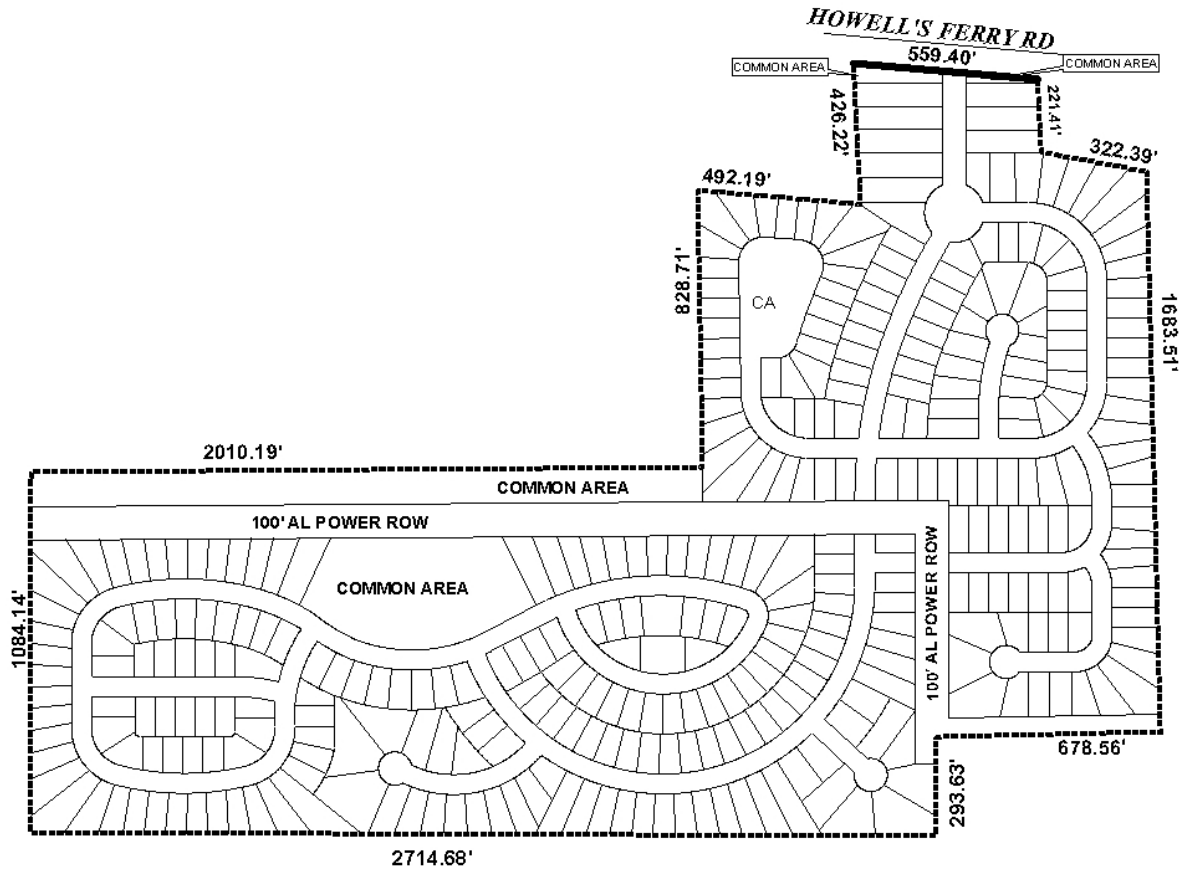 HOWELL'S FERRY RD
559.40'
COMMON AREA
COMMON AREA
426.22'
221.41'
322.39'
492.19'
828.71'
CA
1683.51'
2010.19'
COMMON AREA
100' AL POWER ROW
COMMON AREA
100' AL POWER ROW
1084.14'
678.56'
293.63'
2714.68'